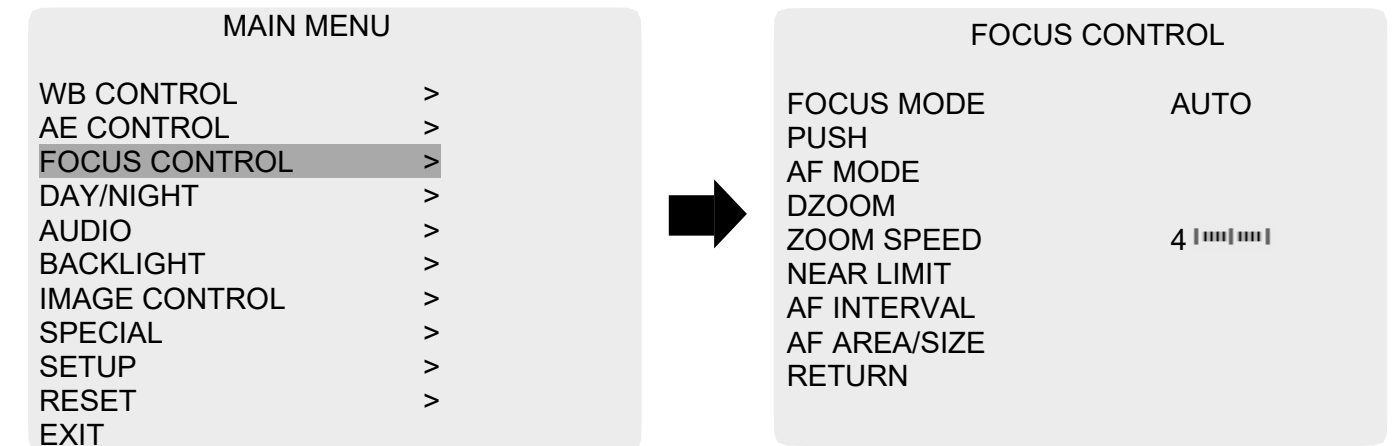 MAIN MENU
WB CONTROL >
AE CONTROL >
FOCUS CONTROL >
DAY/NIGHT >
AUDIO >
BACKLIGHT >
IMAGE CONTROL >
SPECIAL >
SETUP >
RESET >
EXIT
FOCUS CONTROL
FOCUS MODE AUTO
PUSH
AF MODE
DZOOM
ZOOM SPEED 4
NEAR LIMIT
AF INTERVAL
AF AREA/SIZE
RETURN